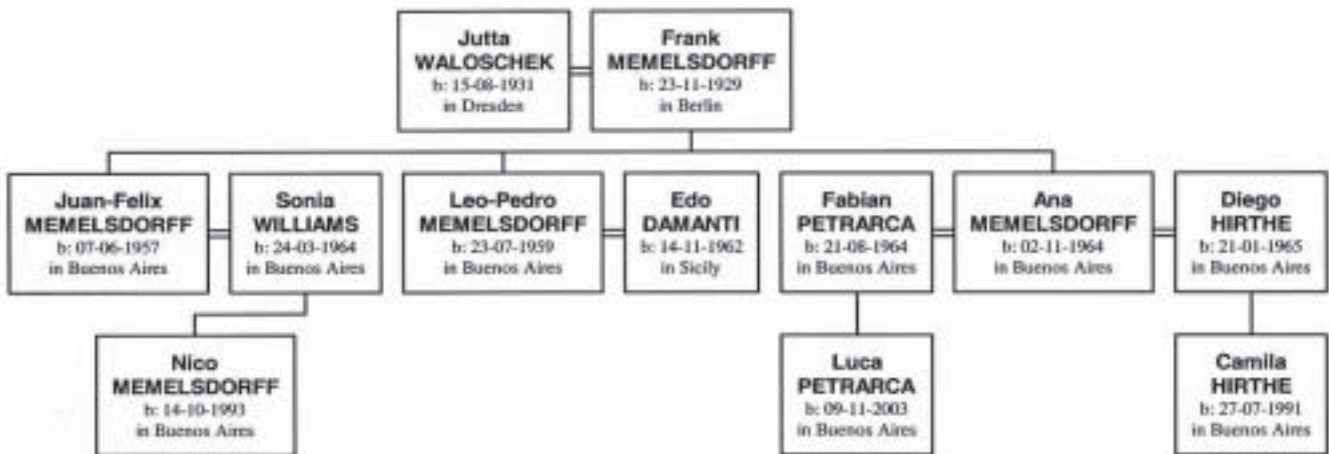 Jutta
WALOSCHEK
b: 15-08-1931
in Dresden
Frank
MEMELSDORFF
b: 23-11-1929
in Berlin
Juan-Felix
MEMELSDORFF
b: 07-06-1957
in Buenos Aires
Sonia
WILLIAMS
b: 24-03-1964
in Buenos Aires
Leo-Pedro
MEMELSDORFF
b: 23-07-1959
in Buenos Aires
Edo
DAMANTI
b: 14-11-1962
in Sicily
Fabian
PETRARCA
b: 21-08-1964
in Buenos Aires
Ana
MEMELSDORFF
b: 02-11-1964
in Buenos Aires
Diego
HIRTHE
b: 21-01-1965
in Buenos Aires
Nico
MEMELSDORFF
b: 14-10-1993
in Buenos Aires
Luca
PETRARCA
b: 09-11-2003
in Buenos Aires
Camila
HIRTHE
b: 27-07-1991
in Buenos Aires